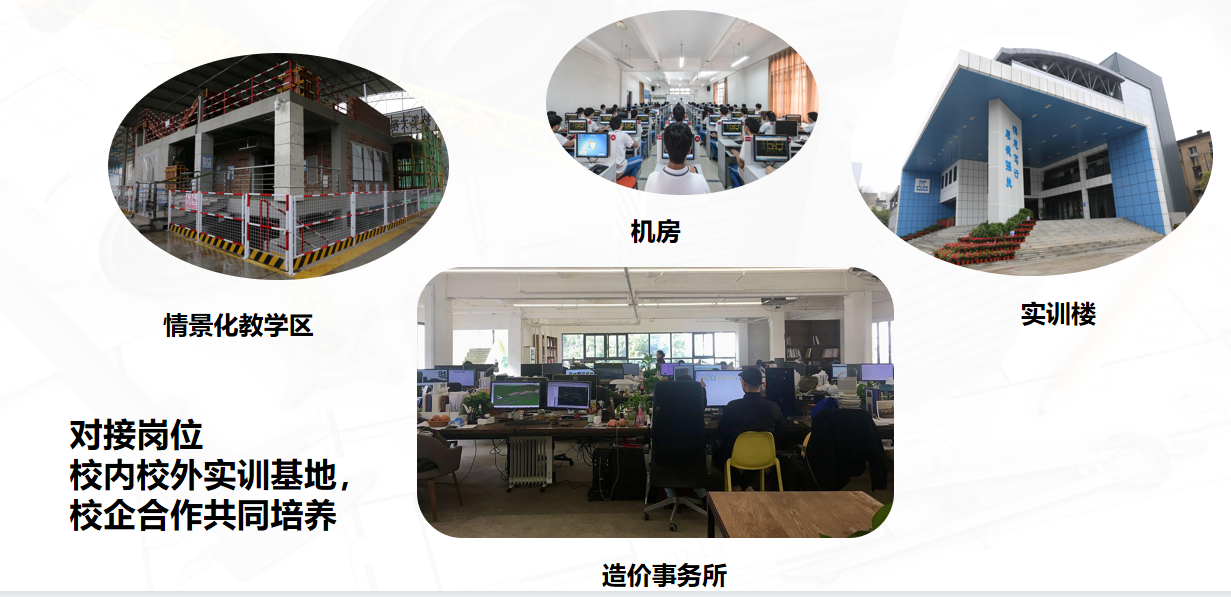 机房
情景化教学区
实训楼
对接岗位
校内校外实训基地，
校企合作共同培养
造价事务所